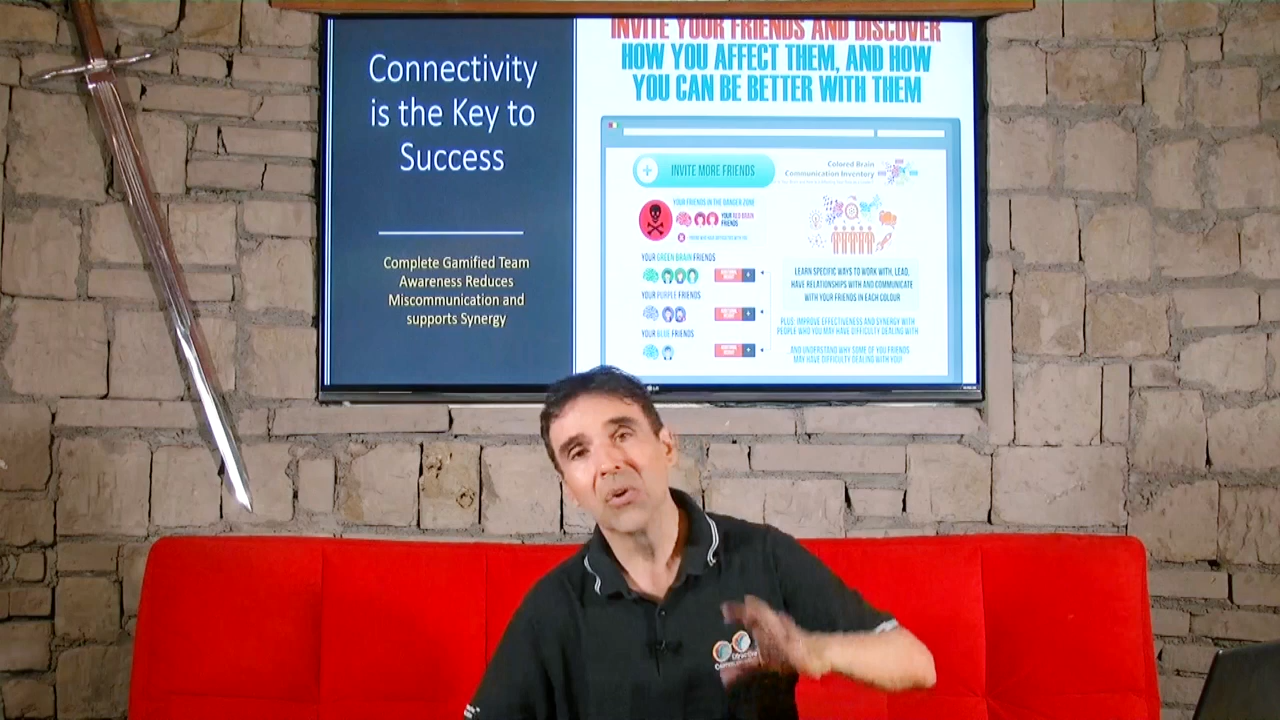 Connectivity
is the Key to
Success
Complete Gamified Team
Awareness Reduces
Miscommunication and
supports Synergy
INVITE YOUR FRIENDS AND DISCOVER
HOW YOU AFFECT THEM, AND HOW
YOU CAN BE BETTER WITH THEM
INVITE MORE FRIENDS
Colored Brain
Communication Inventory
YOUR FRIENDS IN THE DANGER ZONE
YOUR RED BRAIN
FRIENDS
YOUR GREEN BRAIN FRIENDS
YOUR PURPLE FRIENDS
YOUR BLUE FRIENDS
LEARN SPECIFIC WAYS TO WORK WITH, LEAD,
HAVE RELATIONSHIPS WITH AND COMMUNICATE
WITH YOUR FRIENDS IN EACH COLOUR
PLUS: IMPROVE EFFECTIVENESS AND SYNERGY WITH
PEOPLE WHO YOU MAY HAVE DIFFICULTY DEALING WITH
...AND UNDERSTAND WHY SOME OF YOU FRIENDS
MAY HAVE DIFFICULTY DEALING WITH YOU!
LG